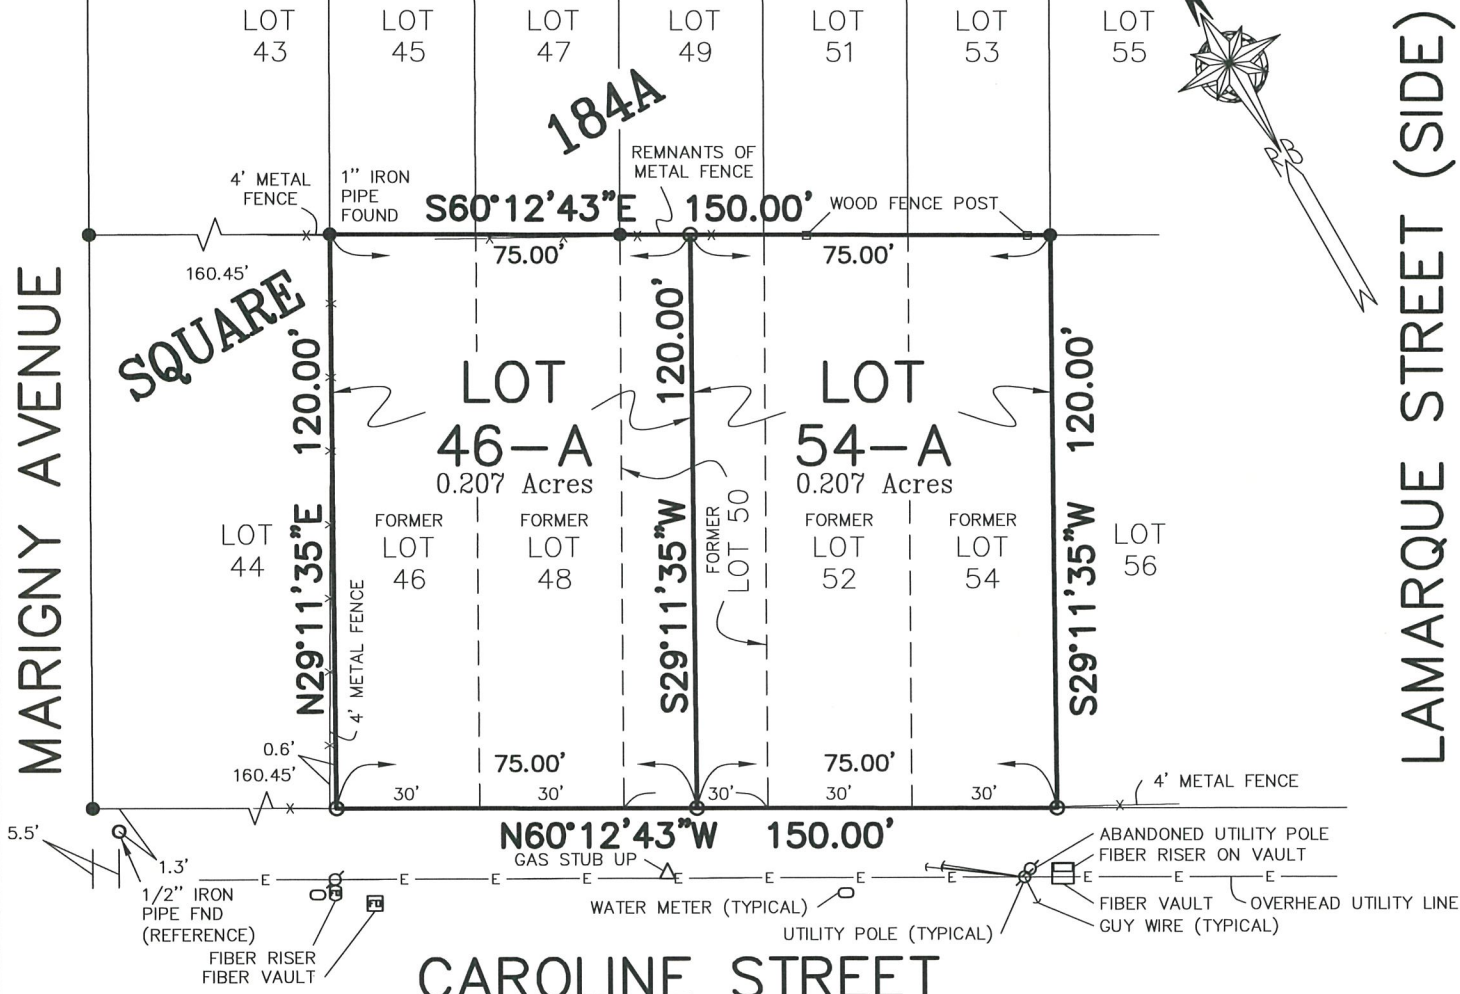 LOT
43
LOT
45
LOT
47
LOT
49
LOT
51
LOT
53
LOT
55
184A
REMNANTS OF
METAL FENCE
4' METAL
FENCE
1" IRON
PIPE
FOUND
S60°12'43"E 150.00'
WOOD FENCE POST
75.00'
75.00'
160.45'
SQUARE
MARIGNY AVENUE
LAMARQUE STREET (SIDE)
N29°11'35"E 120.00'
S29°11'35"W 120.00'
S29°11'35"W 120.00'
LOT
46-A
0.207 Acres
LOT
54-A
0.207 Acres
LOT
44
FORMER
LOT
46
FORMER
LOT
48
FORMER
LOT 50
FORMER
LOT
52
FORMER
LOT
54
LOT
56
4' METAL FENCE
0.6'
160.45'
75.00'
75.00'
30'
30'
30'
30'
30'
4' METAL FENCE
N60°12'43"W 150.00'
5.5'
1.3'
1/2" IRON
PIPE FND
(REFERENCE)
GAS STUB UP
ABANDONED UTILITY POLE
FIBER RISER ON VAULT
E E E E E E E E E E E
FO
FO
WATER METER (TYPICAL)
FIBER VAULT
OVERHEAD UTILITY LINE
GUY WIRE (TYPICAL)
UTILITY POLE (TYPICAL)
FIBER RISER
FIBER VAULT
CAROLINE STREET